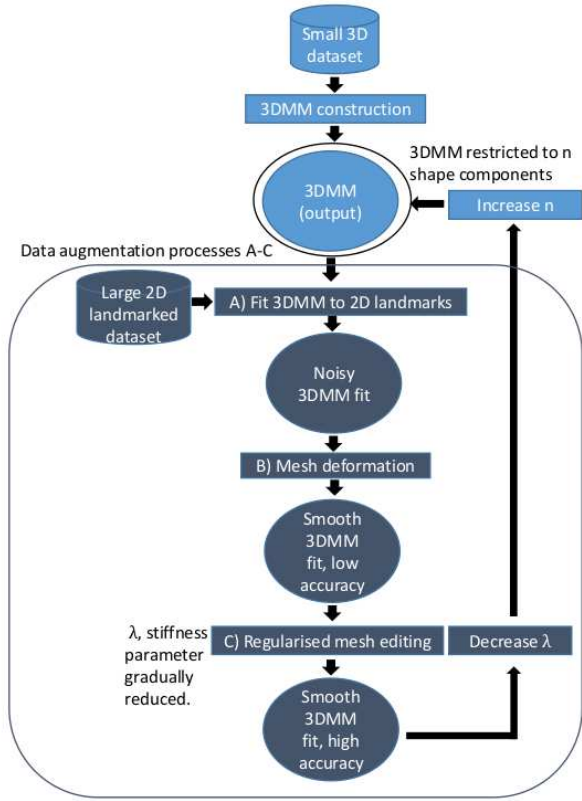 Small 3D
dataset
3DMM construction
3DMM restricted to n
shape components
3DMM
(output)
Increase n
Data augmentation processes A-C
Large 2D
landmarked
dataset
A) Fit 3DMM to 2D landmarks
Noisy
3DMM fit
B) Mesh deformation
Smooth
3DMM
fit, low
accuracy
λ, stiffness
parameter
gradually
reduced.
C) Regularised mesh editing
Decrease λ
Smooth
3DMM
fit, high
accuracy